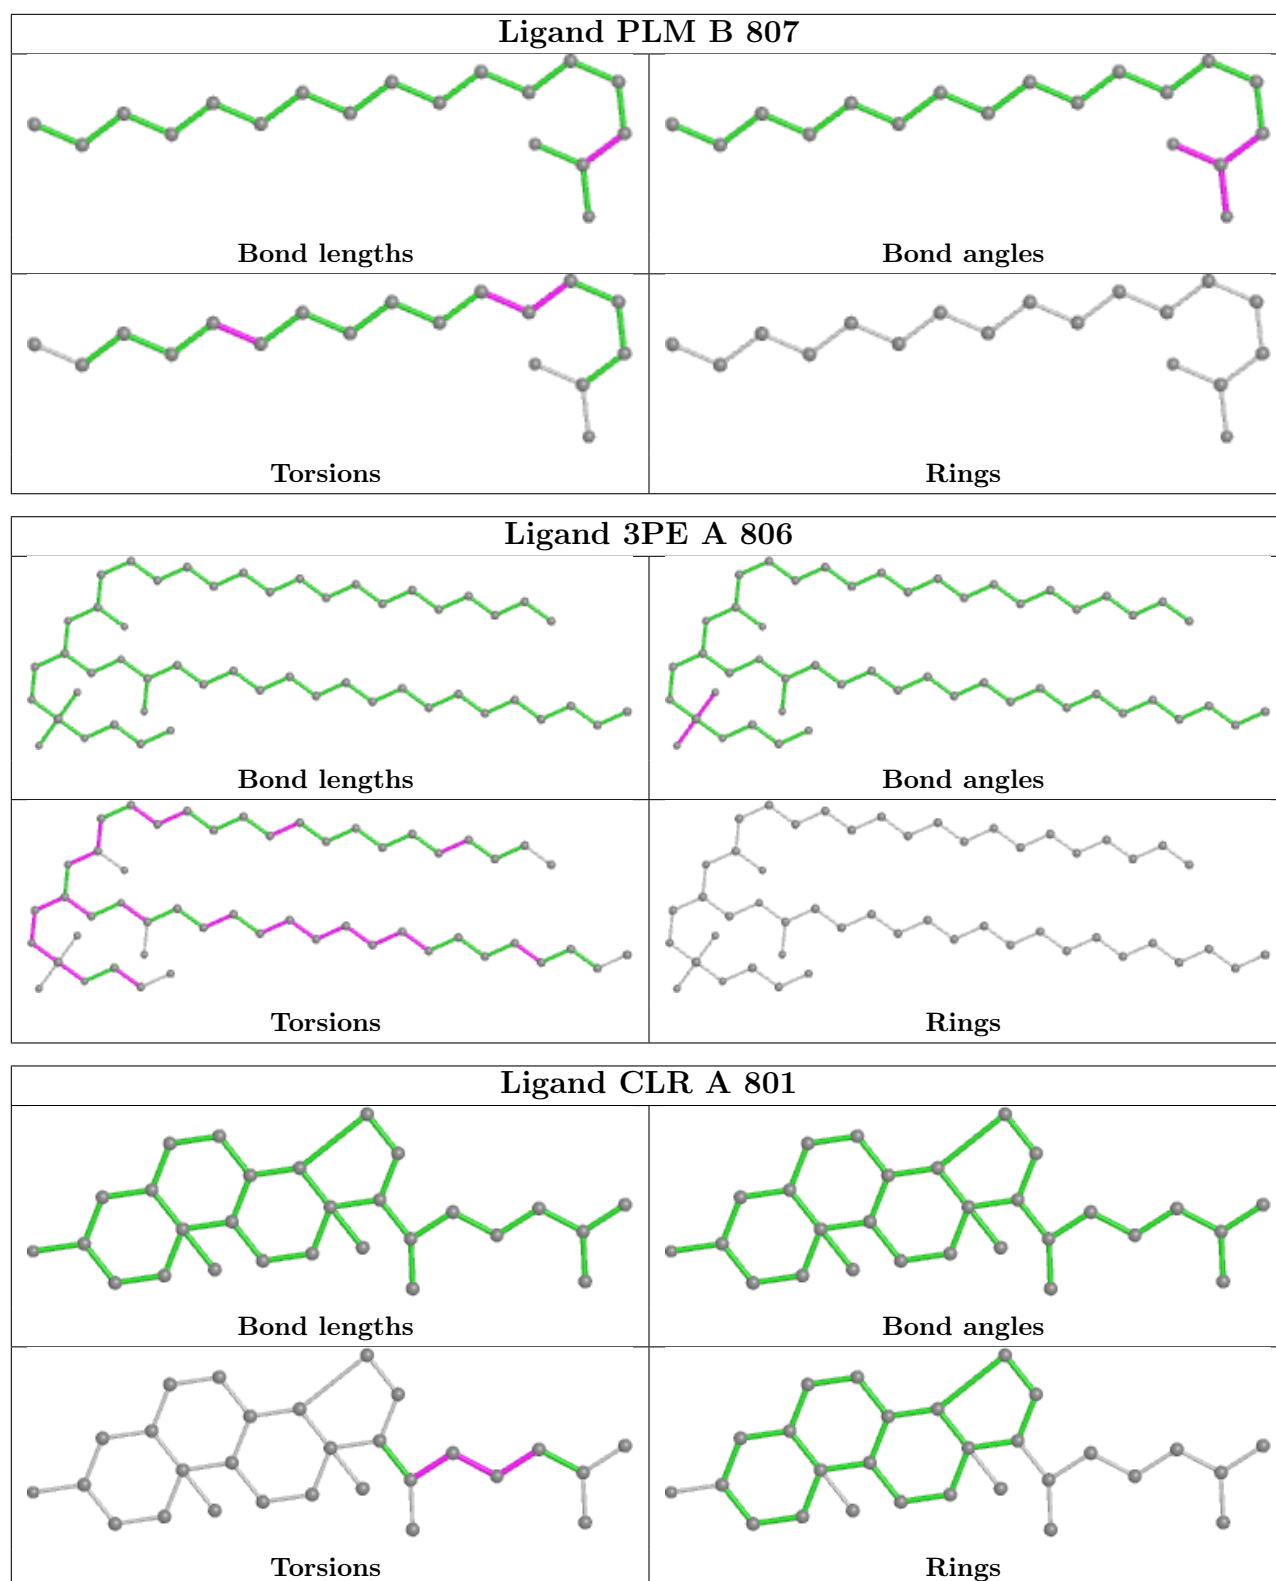 Ligand PLM B 807
Bond lengths
Bond angles
Torsions
Rings
Ligand 3PE A 806
Bond lengths
Bond angles
Torsions
Rings
Ligand CLR A 801
Bond lengths
Bond angles
Torsions
Rings